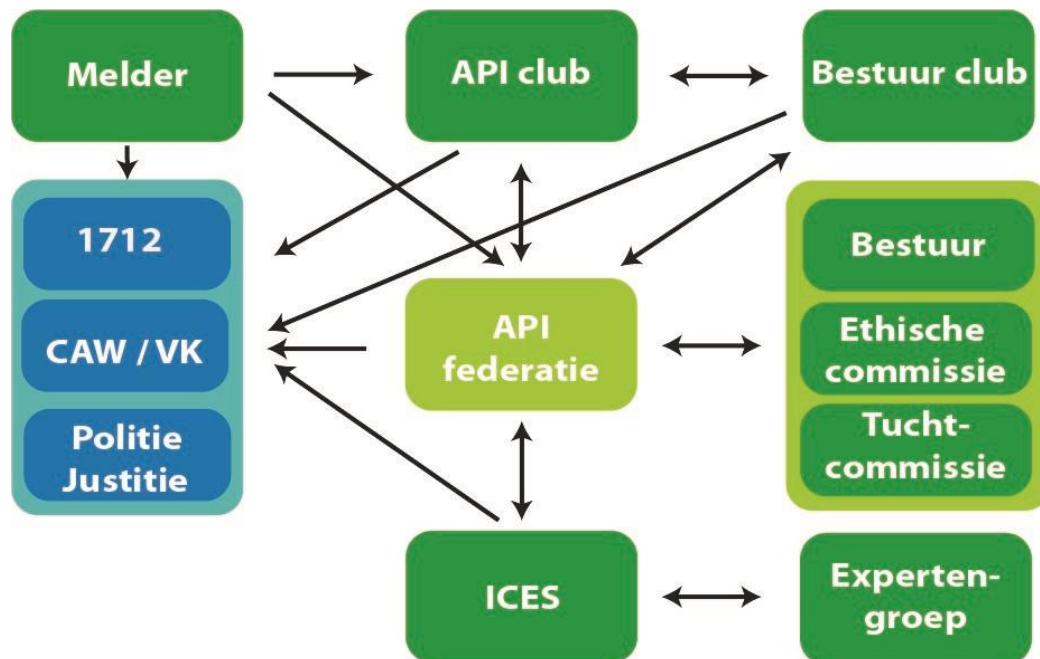 Melder
API club
Bestuur club
1712
CAW / VK
Politie
Justitie
API
federatie
Bestuur
Ethische
commissie
Tucht-
commissie
ICES
Experten-
groep